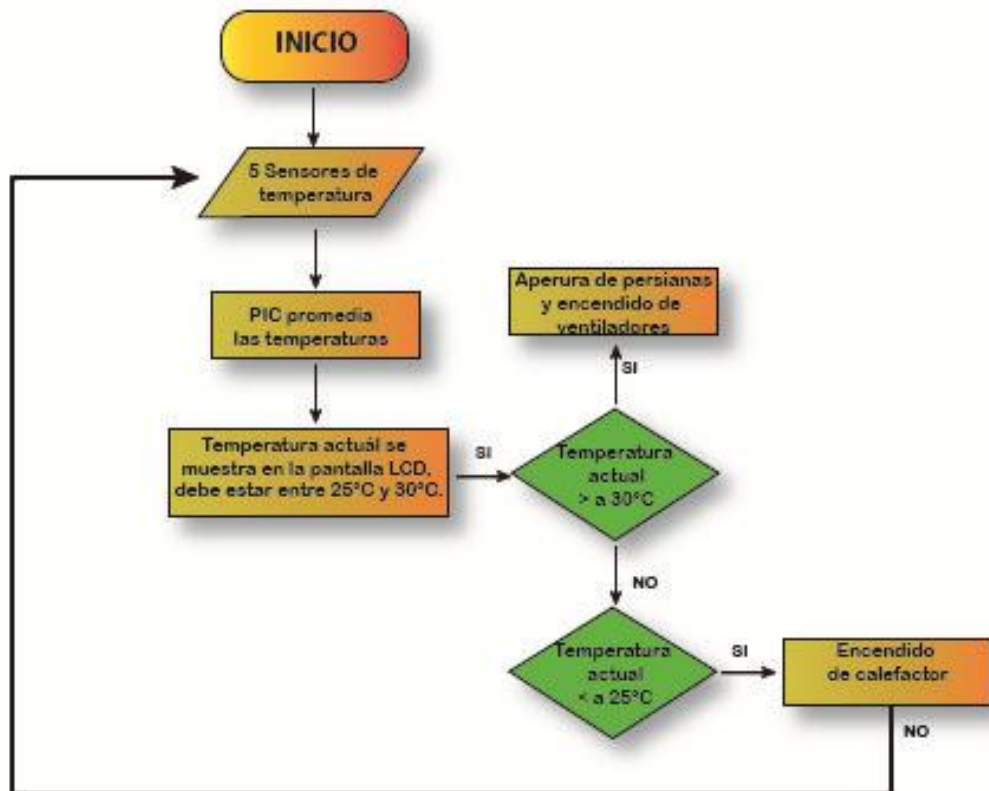 INICIO
5 Sensores de
temperatura
PIC promedia
las temperaturas
Temperatura actuál se
muestra en la pantalla LCD,
debe estar entre 25°C y 30°C.
SI
Temperatura
actual
> a 30°C
SI
Aperura de persianas
y encendido de
ventiladores
NO
Temperatura
actual
< a 25°C
SI
Encendido
de calefactor
NO